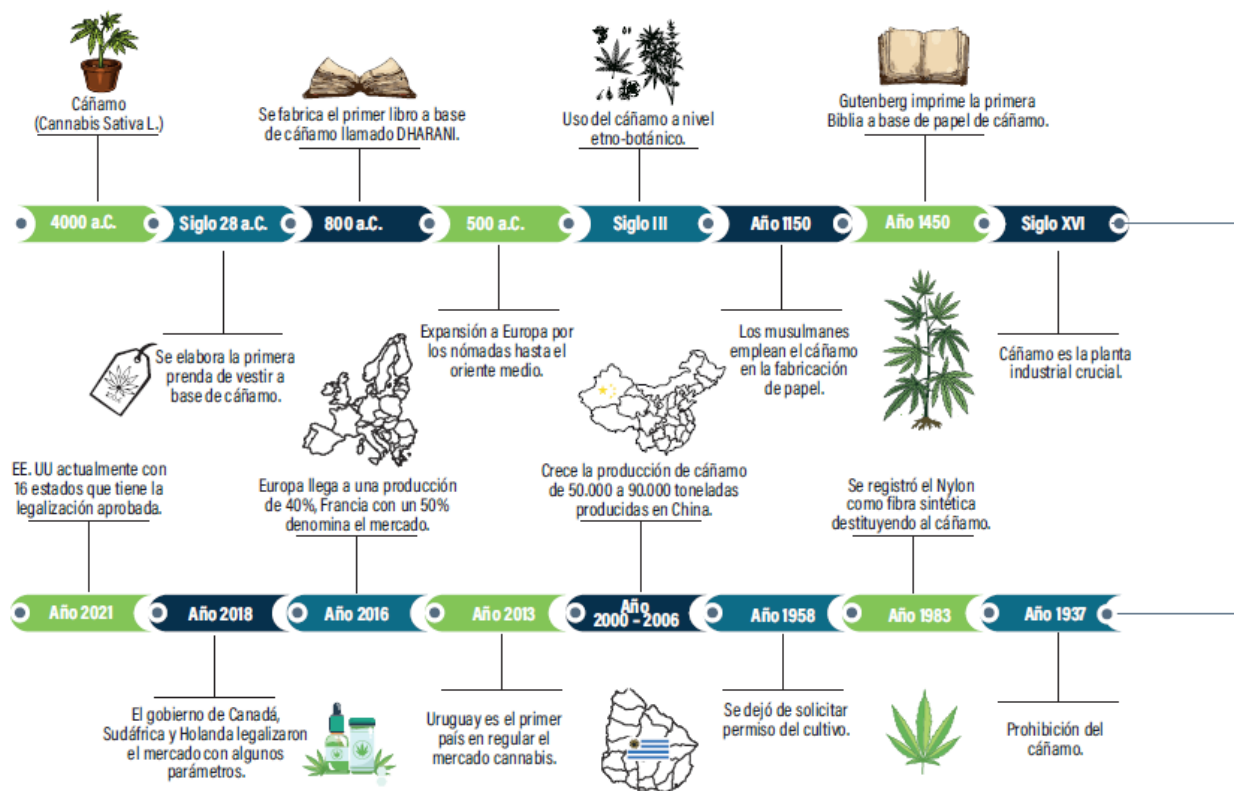 Cáñamo
(Cannabis Sativa L.)
Se fabrica el primer libro a base
de cáñamo llamado DHARANI.
Uso del cáñamo a nivel
etno-botánico.
Gutenberg imprime la primera
Biblia a base de papel de cáñamo.
4000 a.C.
Siglo 28 a.C.
800 a.C.
500 a.C.
Siglo III
Año 1150
Año 1450
Siglo XVI
Se elabora la primera
prenda de vestir a
base de cáñamo.
Expansión a Europa por
los nómadas hasta el
oriente medio.
Los musulmanes
emplean el cáñamo
en la fabricación
de papel.
Cáñamo es la planta
industrial crucial.
EE. UU actualmente con
16 estados que tiene la
legalización aprobada.
Europa llega a una producción
de 40%, Francia con un 50%
denomina el mercado.
Crece la producción de cáñamo
de 50.000 a 90.000 toneladas
producidas en China.
Se registró el Nylon
como fibra sintética
destituyendo al cáñamo.
Año 2021
Año 2018
Año 2016
Año 2013
Año
2000 – 2006
Año 1958
Año 1983
Año 1937
El gobierno de Canadá,
Sudáfrica y Holanda legalizaron
el mercado con algunos
parámetros.
Uruguay es el primer
país en regular el
mercado cannabis.
Se dejó de solicitar
permiso del cultivo.
Prohibición del
cáñamo.